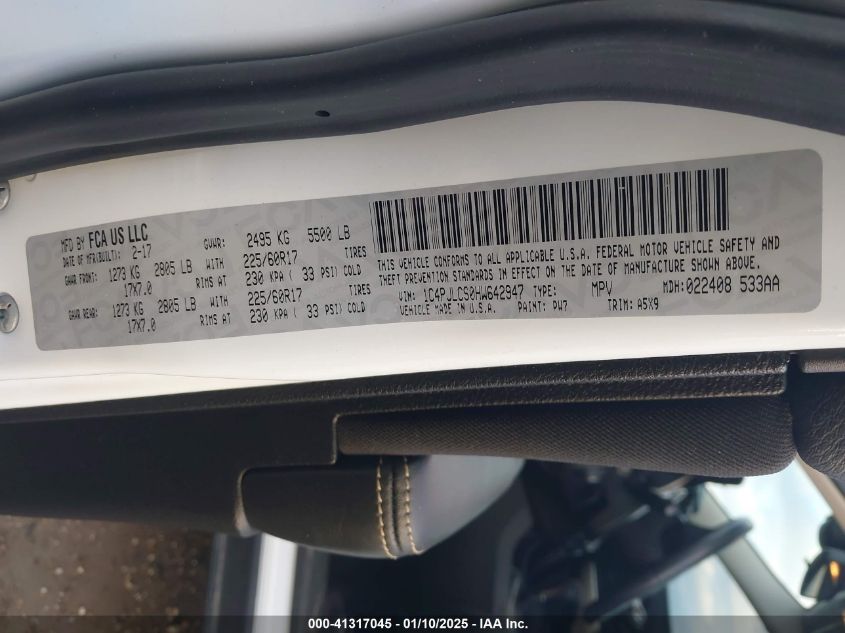 MFD BY FCA US LLC
DATE OF MFR(BUILT): 2-17 GVWR: 2495 KG 5500 LB
GAWR FRONT: 1273 KG 2805 LB WITH 225/60R17 TIRES
17X7.0 RIMS AT 230 KPA ( 33 PSI) COLD
GAWR REAR: 1273 KG 2805 LB WITH 225/60R17 TIRES
17X7.0 RIMS AT 230 KPA ( 33 PSI) COLD
THIS VEHICLE CONFORMS TO ALL APPLICABLE U.S.A. FEDERAL MOTOR VEHICLE SAFETY AND
THEFT PREVENTION STANDARDS IN EFFECT ON THE DATE OF MANUFACTURE SHOWN ABOVE.
VIN: 1C4PJLCS0HW642947 TYPE: MPV MDH: 022408 533AA
VEHICLE MADE IN U.S.A. PAINT: PW7 TRIM: A5X9
000-41317045 - 01/10/2025 - IAAI Inc.